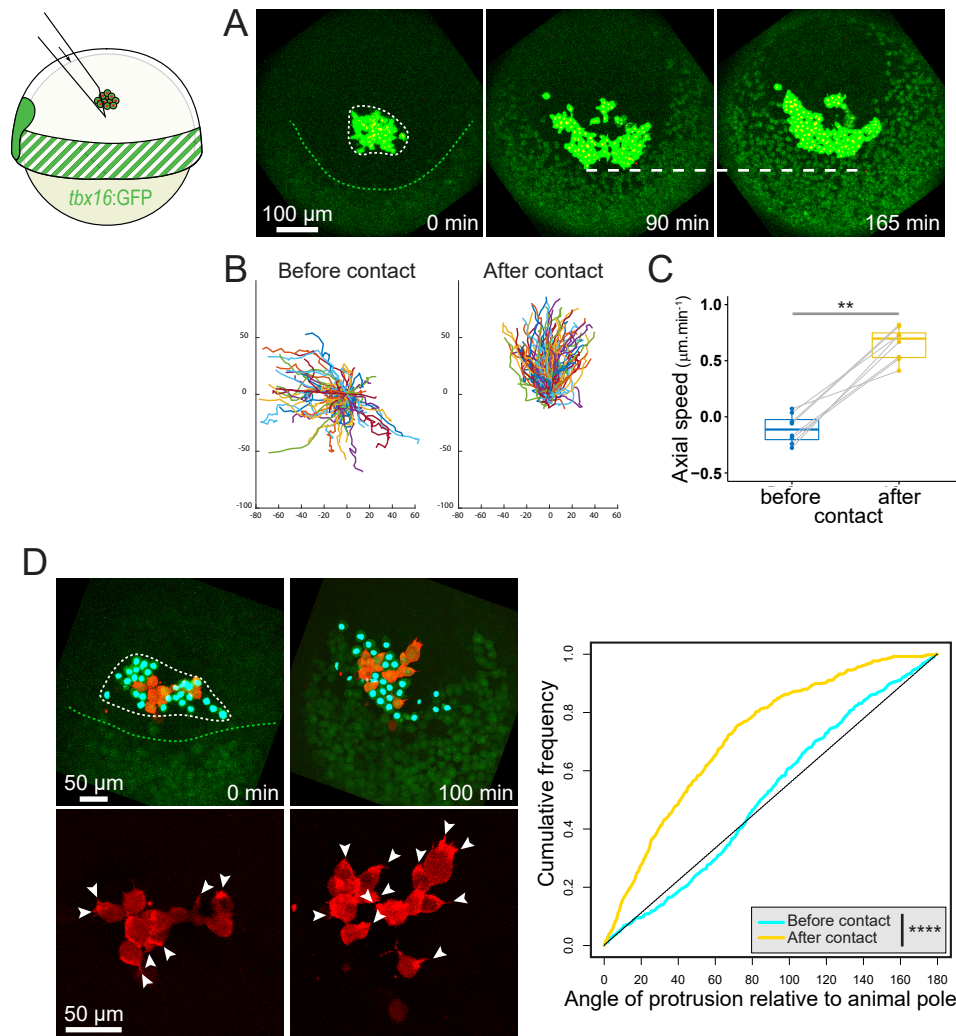 tbx16:GFP
A
100 µm
0 min
90 min
165 min
B
Before contact
After contact
50
0
-50
-100
-80 -60 -40 -20 0 20 40 60
50
0
-50
-100
-80 -60 -40 -20 0 20 40 60
C
**
Axial speed (µm.min⁻¹)
1.0
0.5
0.0
−0.5
before
after
contact
D
50 µm
0 min
100 min
50 µm
Cumulative frequency
1.0
0.8
0.6
0.4
0.2
0.0
0 20 40 60 80 100 120 140 160 180
Before contact
After contact
****
Angle of protrusion relative to animal pole